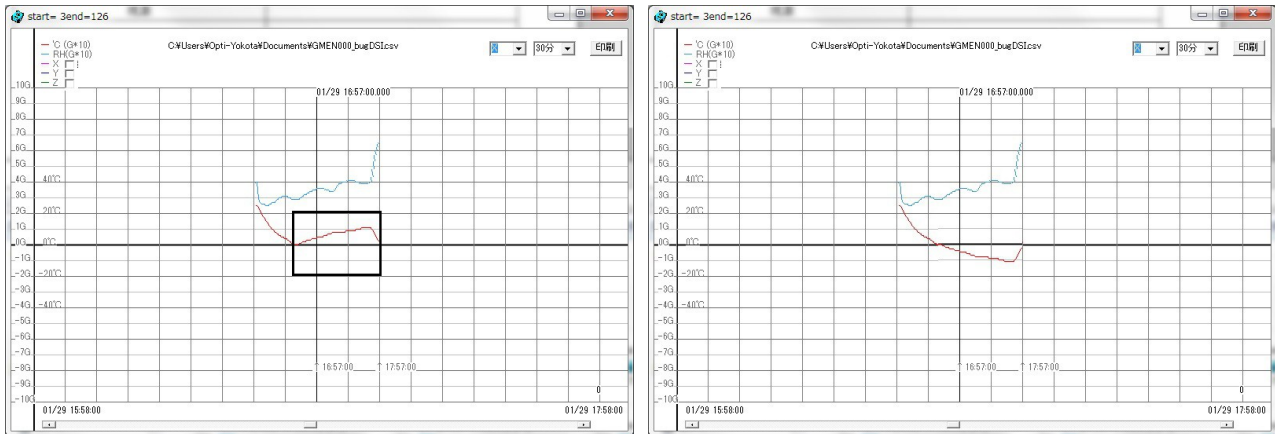 start= 3end=126
― ℃ (G*10)
― RH(G*10)
― X
― Y
― Z
C:¥Users¥Opti-Yokota¥Documents¥GMEN000_bugDSI.csv
30分
印刷
01/29 16:57:00.000
10G
9G
8G
7G
6G
5G
4G 40℃
3G
2G 20℃
1G
0G 0℃
-1G
-2G -20℃
-3G
-4G -40℃
-5G
-6G
-7G
-8G
-9G
-10G
↑ 16:57:00
↑ 17:57:00
0
01/29 15:58:00
01/29 17:58:00
start= 3end=126
― ℃ (G*10)
― RH(G*10)
― X
― Y
― Z
C:¥Users¥Opti-Yokota¥Documents¥GMEN000_bugDSI.csv
30分
印刷
01/29 16:57:00.000
10G
9G
8G
7G
6G
5G
4G 40℃
3G
2G 20℃
1G
0G 0℃
-1G
-2G -20℃
-3G
-4G -40℃
-5G
-6G
-7G
-8G
-9G
-10G
↑ 16:57:00
↑ 17:57:00
0
01/29 15:58:00
01/29 17:58:00